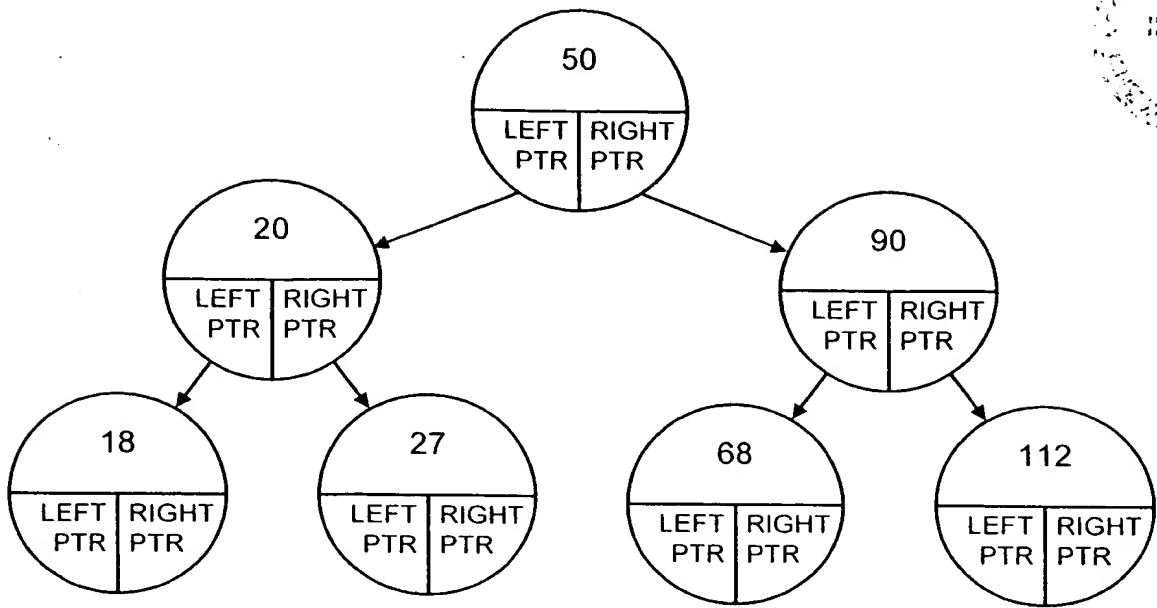 50
LEFT RIGHT
PTR PTR
20
LEFT RIGHT
PTR PTR
90
LEFT RIGHT
PTR PTR
18
LEFT RIGHT
PTR PTR
27
LEFT RIGHT
PTR PTR
68
LEFT RIGHT
PTR PTR
112
LEFT RIGHT
PTR PTR